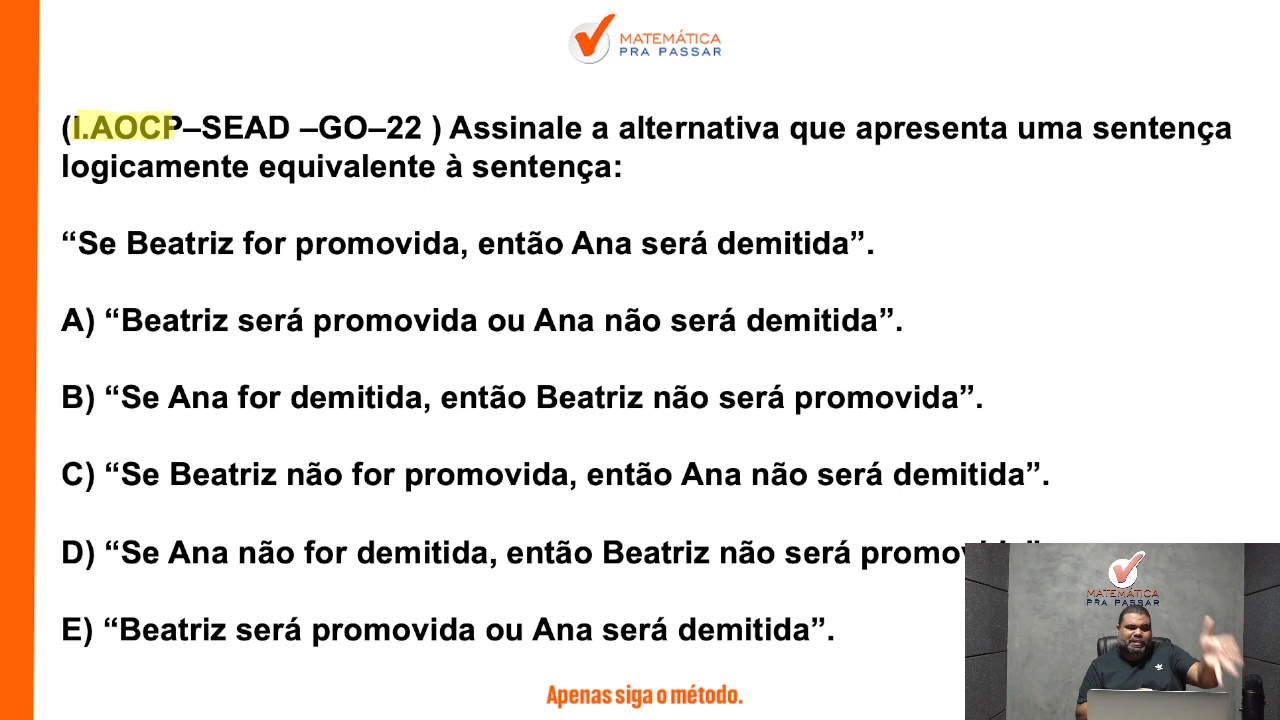 MATEMÁTICA
PRA PASSAR
(I.AOCP–SEAD –GO–22 ) Assinale a alternativa que apresenta uma sentença
logicamente equivalente à sentença:
“Se Beatriz for promovida, então Ana será demitida”.
A) “Beatriz será promovida ou Ana não será demitida”.
B) “Se Ana for demitida, então Beatriz não será promovida”.
C) “Se Beatriz não for promovida, então Ana não será demitida”.
D) “Se Ana não for demitida, então Beatriz não será
E) “Beatriz será promovida ou Ana será demitida”.
MATEMÁTICA
PRA PASSAR
Apenas siga o método.